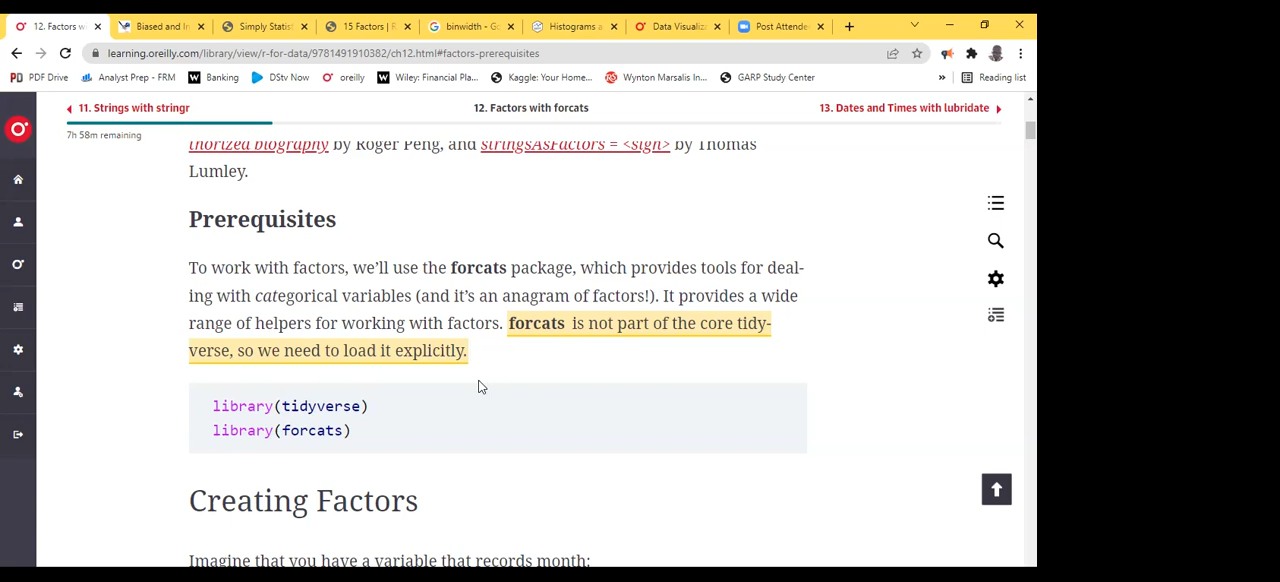 12. Factors w
Biased and In
Simply Statist
15 Factors | R
binwidth - Go
Histograms a
Data Visualiz
Post Attende
learning.oreilly.com/library/view/r-for-data/9781491910382/ch12.html#factors-prerequisites
PDF Drive
Analyst Prep - FRM
Banking
DStv Now
oreilly
Wiley: Financial Pla...
Kaggle: Your Home...
Wynton Marsalis In...
GARP Study Center
»
Reading list
11. Strings with stringr
12. Factors with forcats
13. Dates and Times with lubridate
7h 58m remaining
thorized biography by Roger Peng, and stringsAsFactors = <sigh> by Thomas
Lumley.
Prerequisites
To work with factors, we’ll use the forcats package, which provides tools for deal-
ing with categorical variables (and it’s an anagram of factors!). It provides a wide
range of helpers for working with factors. forcats is not part of the core tidy-
verse, so we need to load it explicitly.
library(tidyverse)
library(forcats)
Creating Factors
Imagine that you have a variable that records month: